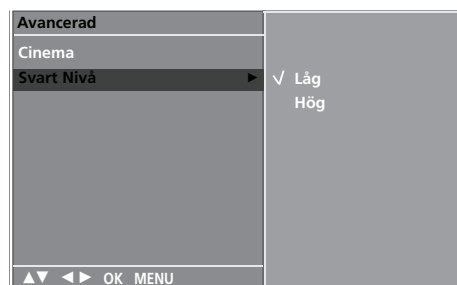 Avancerad
Cinema
Svart Nivå ► √ Låg
Hög
▲▼ ◄► OK MENU